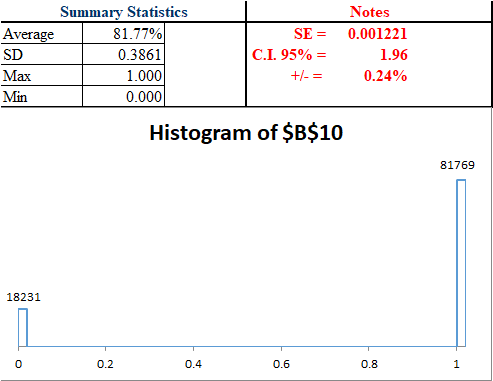 Summary Statistics Notes
Average 81.77% SE = 0.001221
SD 0.3861 C.I. 95% = 1.96
Max 1.000 +/- = 0.24%
Min 0.000
Histogram of $B$10
81769
18231
0 0.2 0.4 0.6 0.8 1